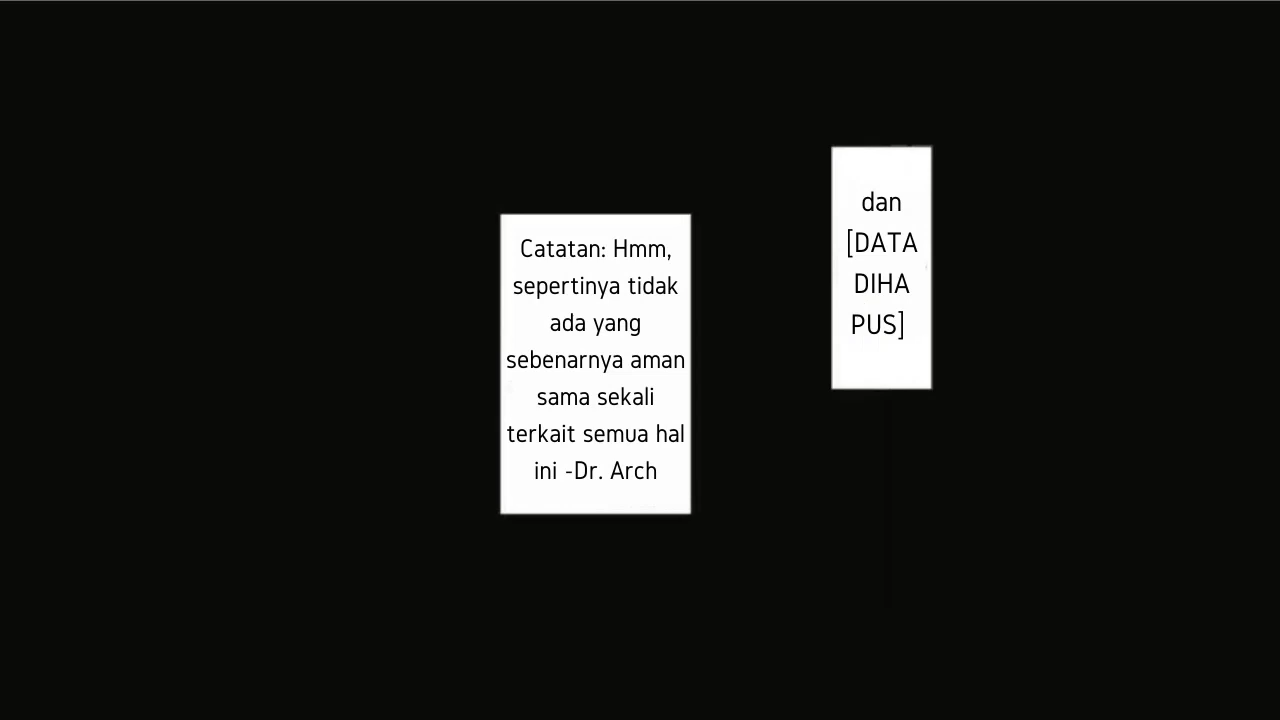 Catatan: Hmm,
sepertinya tidak
ada yang
sebenarnya aman
sama sekali
terkait semua hal
ini -Dr. Arch
dan
[DATA
DIHA
PUS]